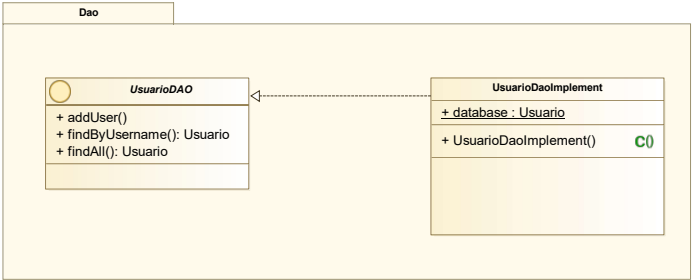 Dao
UsuarioDAO
+ addUser()
+ findByUsername(): Usuario
+ findAll(): Usuario
UsuarioDaoImplement
+ database : Usuario
+ UsuarioDaoImplement() C()